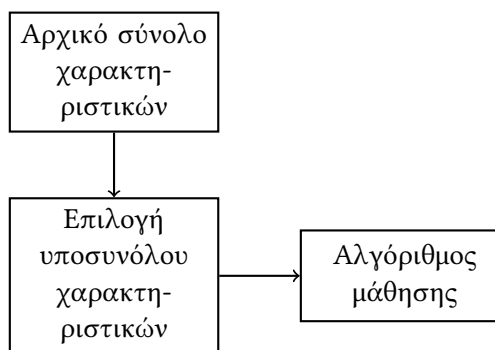 Αρχικό σύνολο
χαρακτη-
ριστικών
Επιλογή
υποσυνόλου
χαρακτη-
ριστικών
Αλγόριθμος
μάθησης